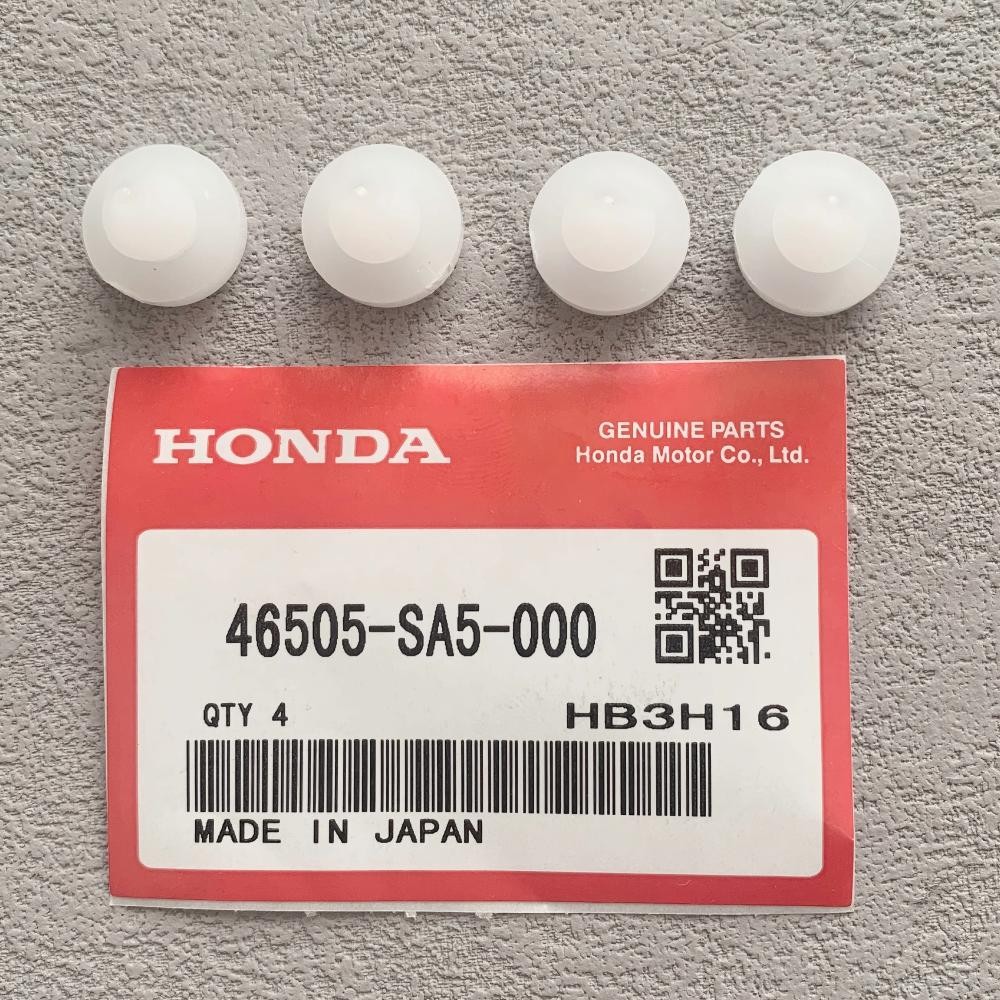 HONDA
GENUINE PARTS
Honda Motor Co., Ltd.
46505-SA5-000
QTY 4
HB3H16
MADE IN JAPAN